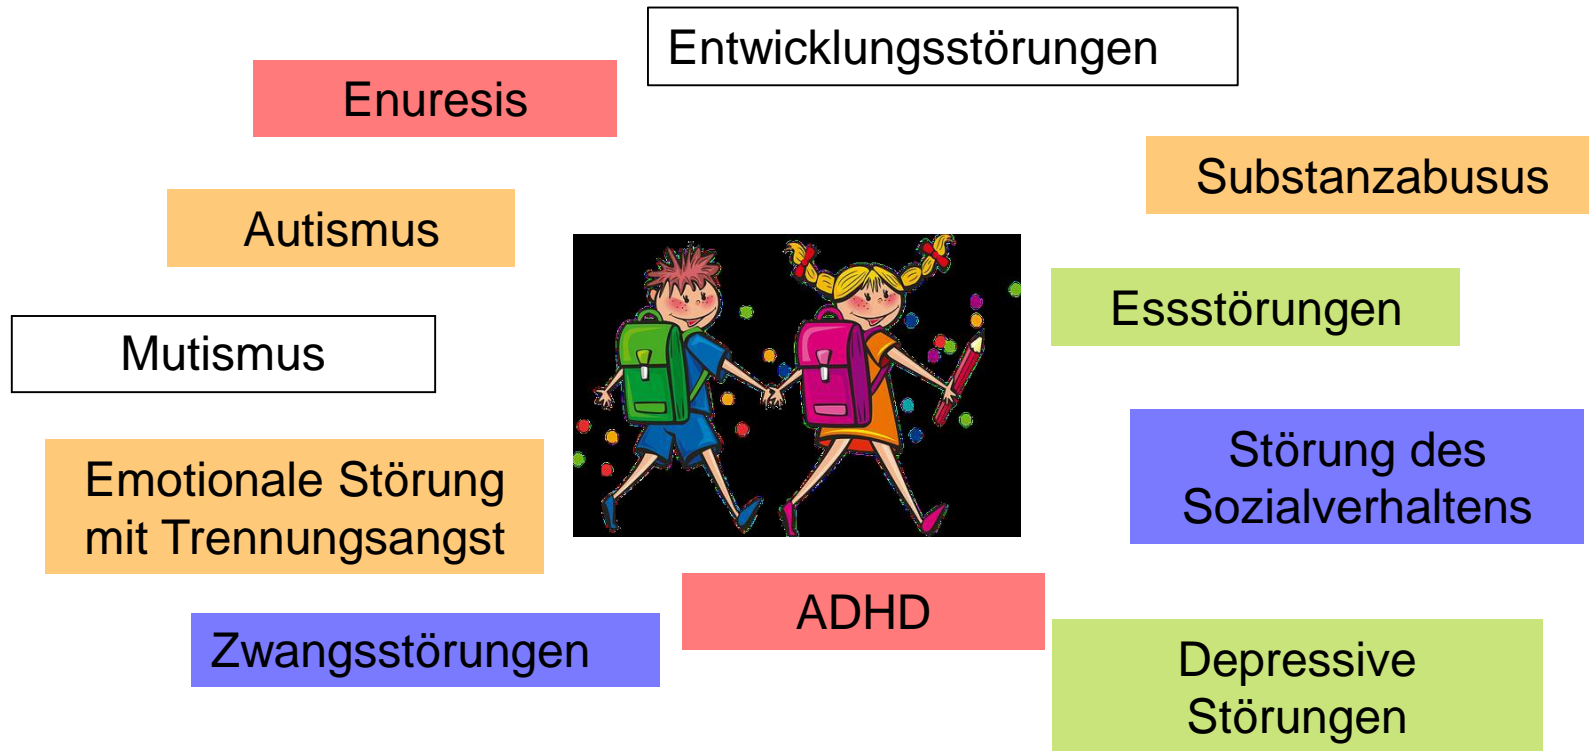 Entwicklungsstörungen
Enuresis
Substanzabusus
Autismus
Essstörungen
Mutismus
Störung des
Sozialverhaltens
Emotionale Störung
mit Trennungsangst
ADHD
Zwangsstörungen
Depressive
Störungen